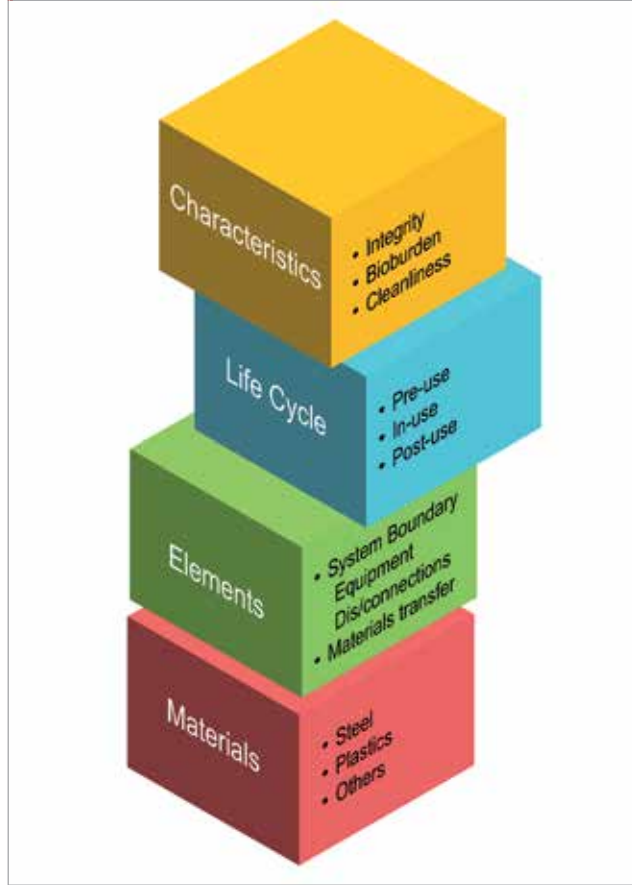 Characteristics
• Integrity
• Bioburden
• Cleanliness
Life Cycle
• Pre-use
• In-use
• Post-use
Elements
• System Boundary
Equipment
Dis/connections
• Materials transfer
Materials
• Steel
• Plastics
• Others